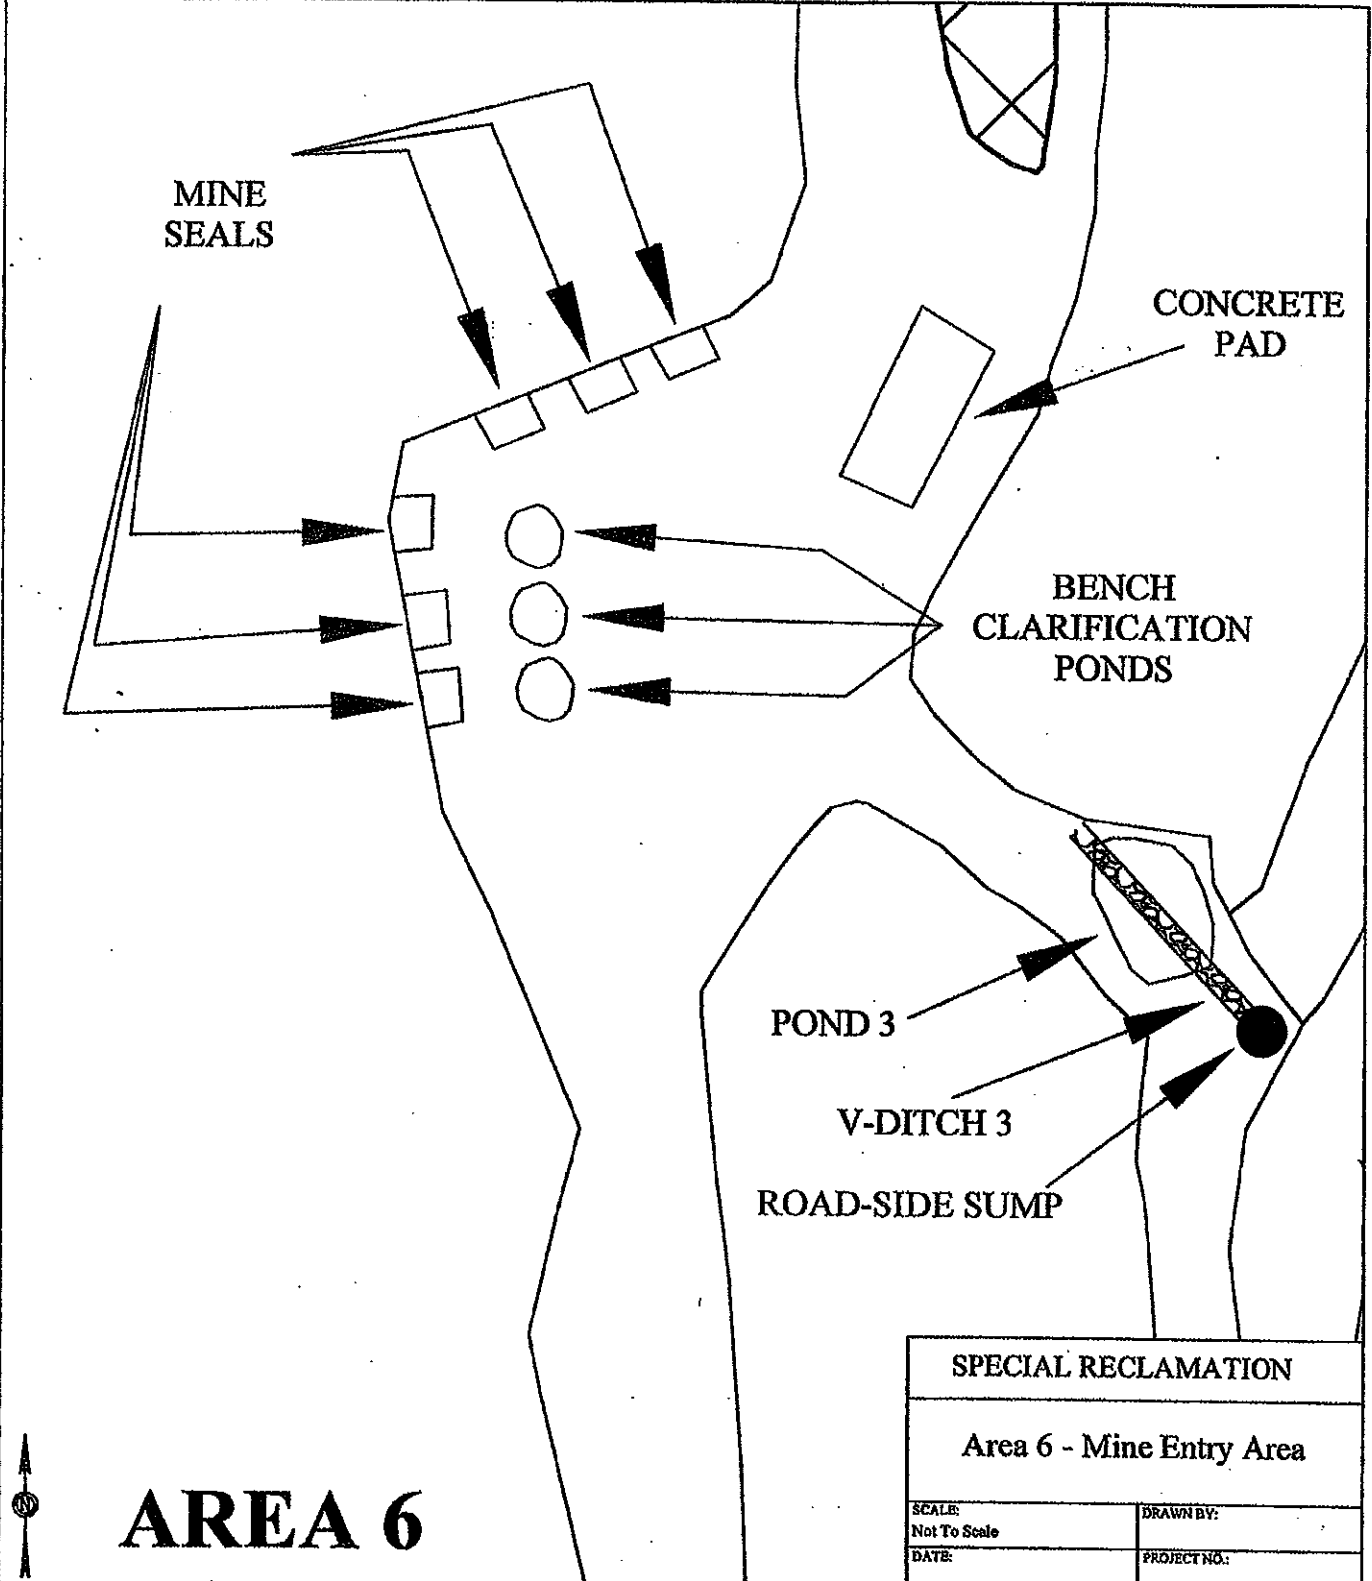 MINE
SEALS
CONCRETE
PAD
BENCH
CLARIFICATION
PONDS
POND 3
V-DITCH 3
ROAD-SIDE SUMP
SPECIAL RECLAMATION
Area 6 - Mine Entry Area
SCALE:
Not To Scale
DRAWN BY:
DATE:
PROJECT NO.:
N
AREA 6